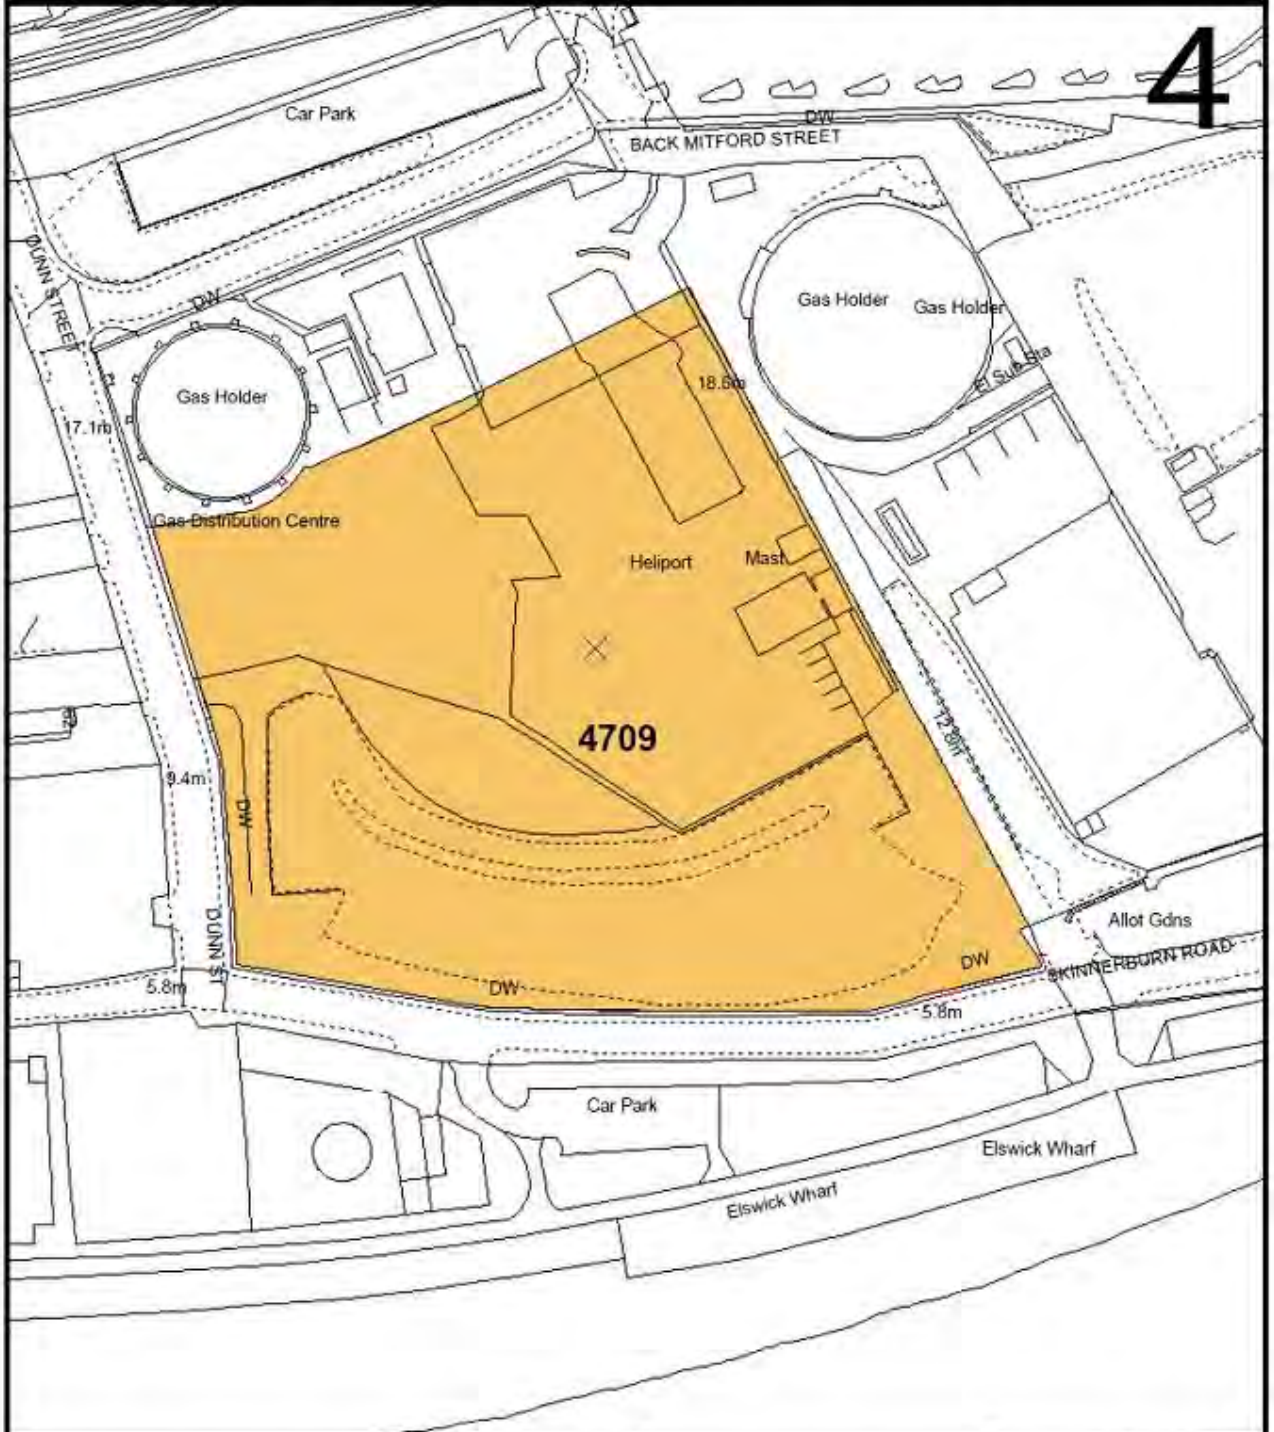 4
Car Park
DW
BACK MITFORD STREET
DUNN STREET
DW
Gas Holder
Gas Holder
El Sub Sta
18.6m
Gas Holder
17.1m
Gas Distribution Centre
Heliport
Mast
4709
12.8m
9.4m
DW
Allot Gdns
DUNN ST
SKINNERBURN ROAD
DW
5.8m
DW
5.8m
Car Park
Elswick Wharf
Elswick Wharf